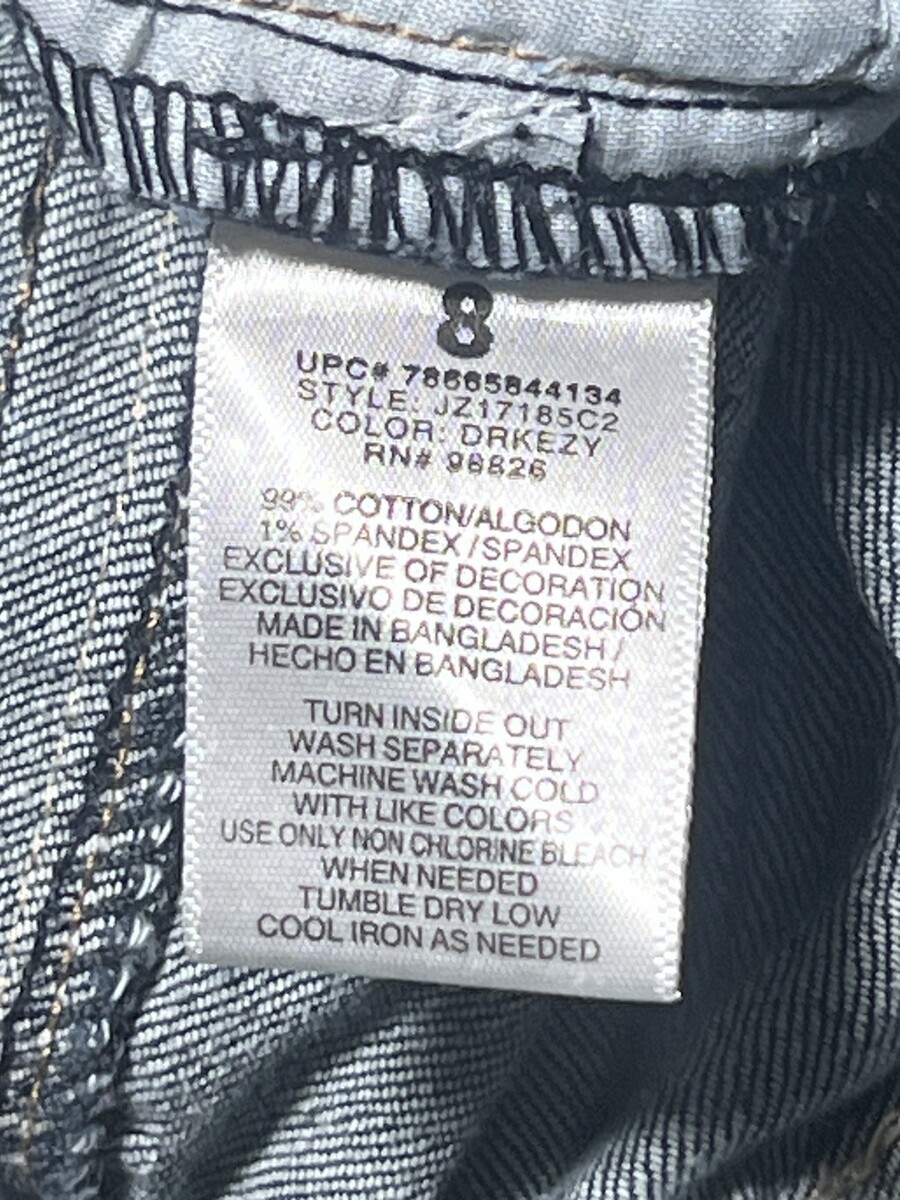 8
UPC# 78665844134
STYLE: JZ17185C2
COLOR: DRKEZY
RN# 98826
99% COTTON/ALGODON
1% SPANDEX/SPANDEX
EXCLUSIVE OF DECORATION
EXCLUSIVO DE DECORACIÓN
MADE IN BANGLADESH /
HECHO EN BANGLADESH
TURN INSIDE OUT
WASH SEPARATELY
MACHINE WASH COLD
WITH LIKE COLORS
USE ONLY NON CHLORINE BLEACH
WHEN NEEDED
TUMBLE DRY LOW
COOL IRON AS NEEDED